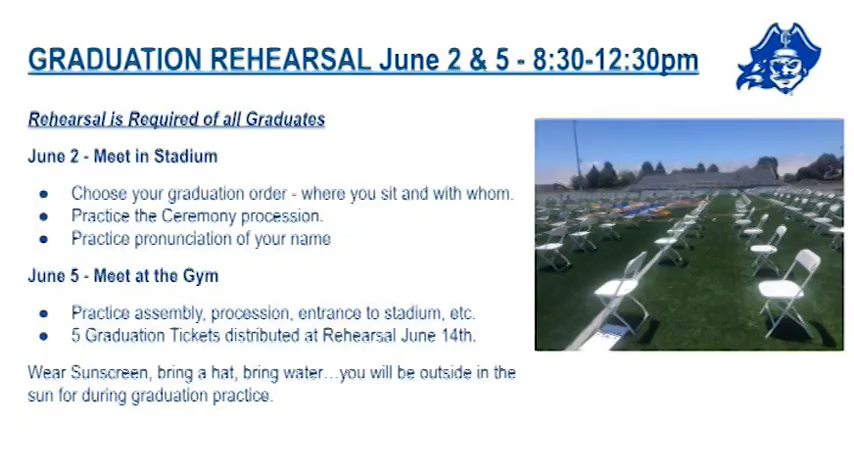 GRADUATION REHEARSAL June 2 & 5 - 8:30-12:30pm
Rehearsal is Required of all Graduates
June 2 - Meet in Stadium
● Choose your graduation order - where you sit and with whom.
● Practice the Ceremony procession.
● Practice pronunciation of your name
June 5 - Meet at the Gym
● Practice assembly, procession, entrance to stadium, etc.
● 5 Graduation Tickets distributed at Rehearsal June 14th.
Wear Sunscreen, bring a hat, bring water…you will be outside in the
sun for during graduation practice.